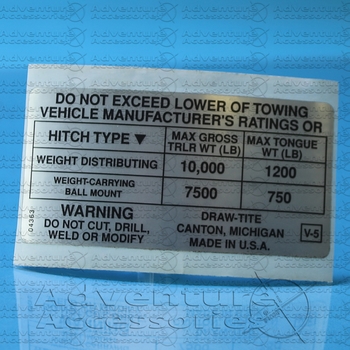 DO NOT EXCEED LOWER OF TOWING
VEHICLE MANUFACTURER'S RATINGS OR
HITCH TYPE ▼ MAX GROSS TRLR WT (LB) MAX TONGUE WT (LB)
WEIGHT DISTRIBUTING 10,000 1200
WEIGHT-CARRYING BALL MOUNT 7500 750
04363
WARNING
DO NOT CUT, DRILL,
WELD OR MODIFY
DRAW-TITE
CANTON, MICHIGAN
MADE IN U.S.A.
V-5
Adventure
Accessories